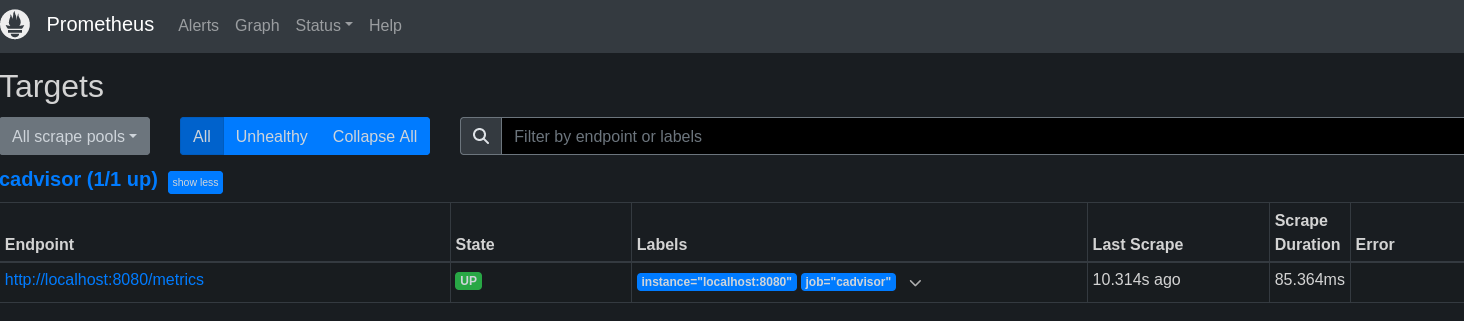 Prometheus Alerts Graph Status Help
Targets
All scrape pools All Unhealthy Collapse All Filter by endpoint or labels
cadvisor (1/1 up) show less
Endpoint State Labels Last Scrape Scrape Duration Error
http://localhost:8080/metrics UP instance="localhost:8080" job="cadvisor" 10.314s ago 85.364ms